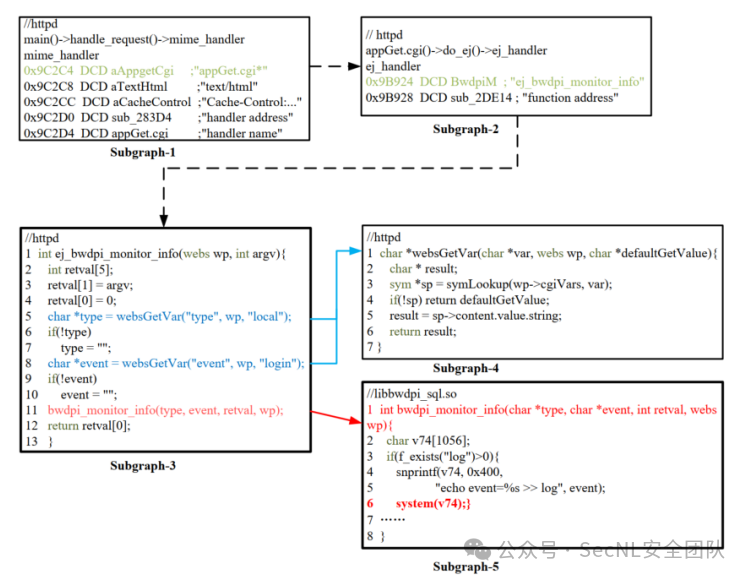 //httpd
main()->handle_request()->mime_handler
mime_handler
0x9C2C4 DCD aAppgetCgi ;"appGet.cgi*"
0x9C2C8 DCD aTextHtml ;"text/html"
0x9C2CC DCD aCacheControl ;"Cache-Control:..."
0x9C2D0 DCD sub_283D4 ;"handler address"
0x9C2D4 DCD appGet.cgi ;"handler name"
Subgraph-1
// httpd
appGet.cgi()->do_ej()->ej_handler
ej_handler
0x9B924 DCD BwdpiM ; "ej_bwdpi_monitor_info"
0x9B928 DCD sub_2DE14 ; "function address"
Subgraph-2
//httpd
1 int ej_bwdpi_monitor_info(webs wp, int argv){
2 int retval[5];
3 retval[1] = argv;
4 retval[0] = 0;
5 char *type = websGetVar("type", wp, "local");
6 if(!type)
7 type = "";
8 char *event = websGetVar("event", wp, "login");
9 if(!event)
10 event = "";
11 bwdpi_monitor_info(type, event, retval, wp);
12 return retval[0];
13 }
Subgraph-3
//httpd
1 char *websGetVar(char *var, webs wp, char *defaultGetValue){
2 char * result;
3 sym *sp = symLookup(wp->cgiVars, var);
4 if(!sp) return defaultGetValue;
5 result = sp->content.value.string;
6 return result;
7 }
Subgraph-4
//libbwdpi_sql.so
1 int bwdpi_monitor_info(char *type, char *event, int retval, webs
wp){
2 char v74[1056];
3 if(f_exists("log")>0){
4 snprintf(v74, 0x400,
5 "echo event=%s >> log", event);
6 system(v74);}
7 ……
8 }
公众号 · SecNL安全团队
Subgraph-5